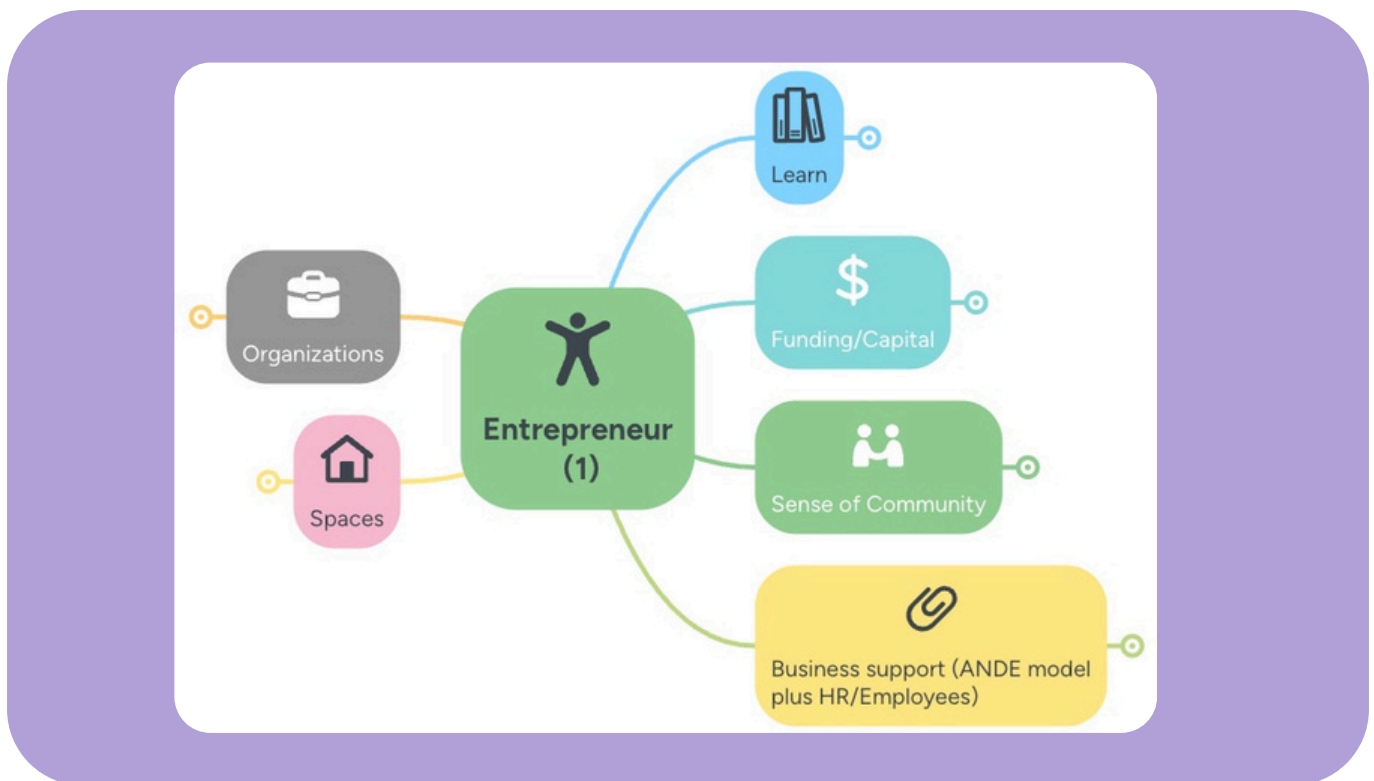 Learn
Organizations
Funding/Capital
Entrepreneur
(1)
Spaces
Sense of Community
Business support (ANDE model
plus HR/Employees)